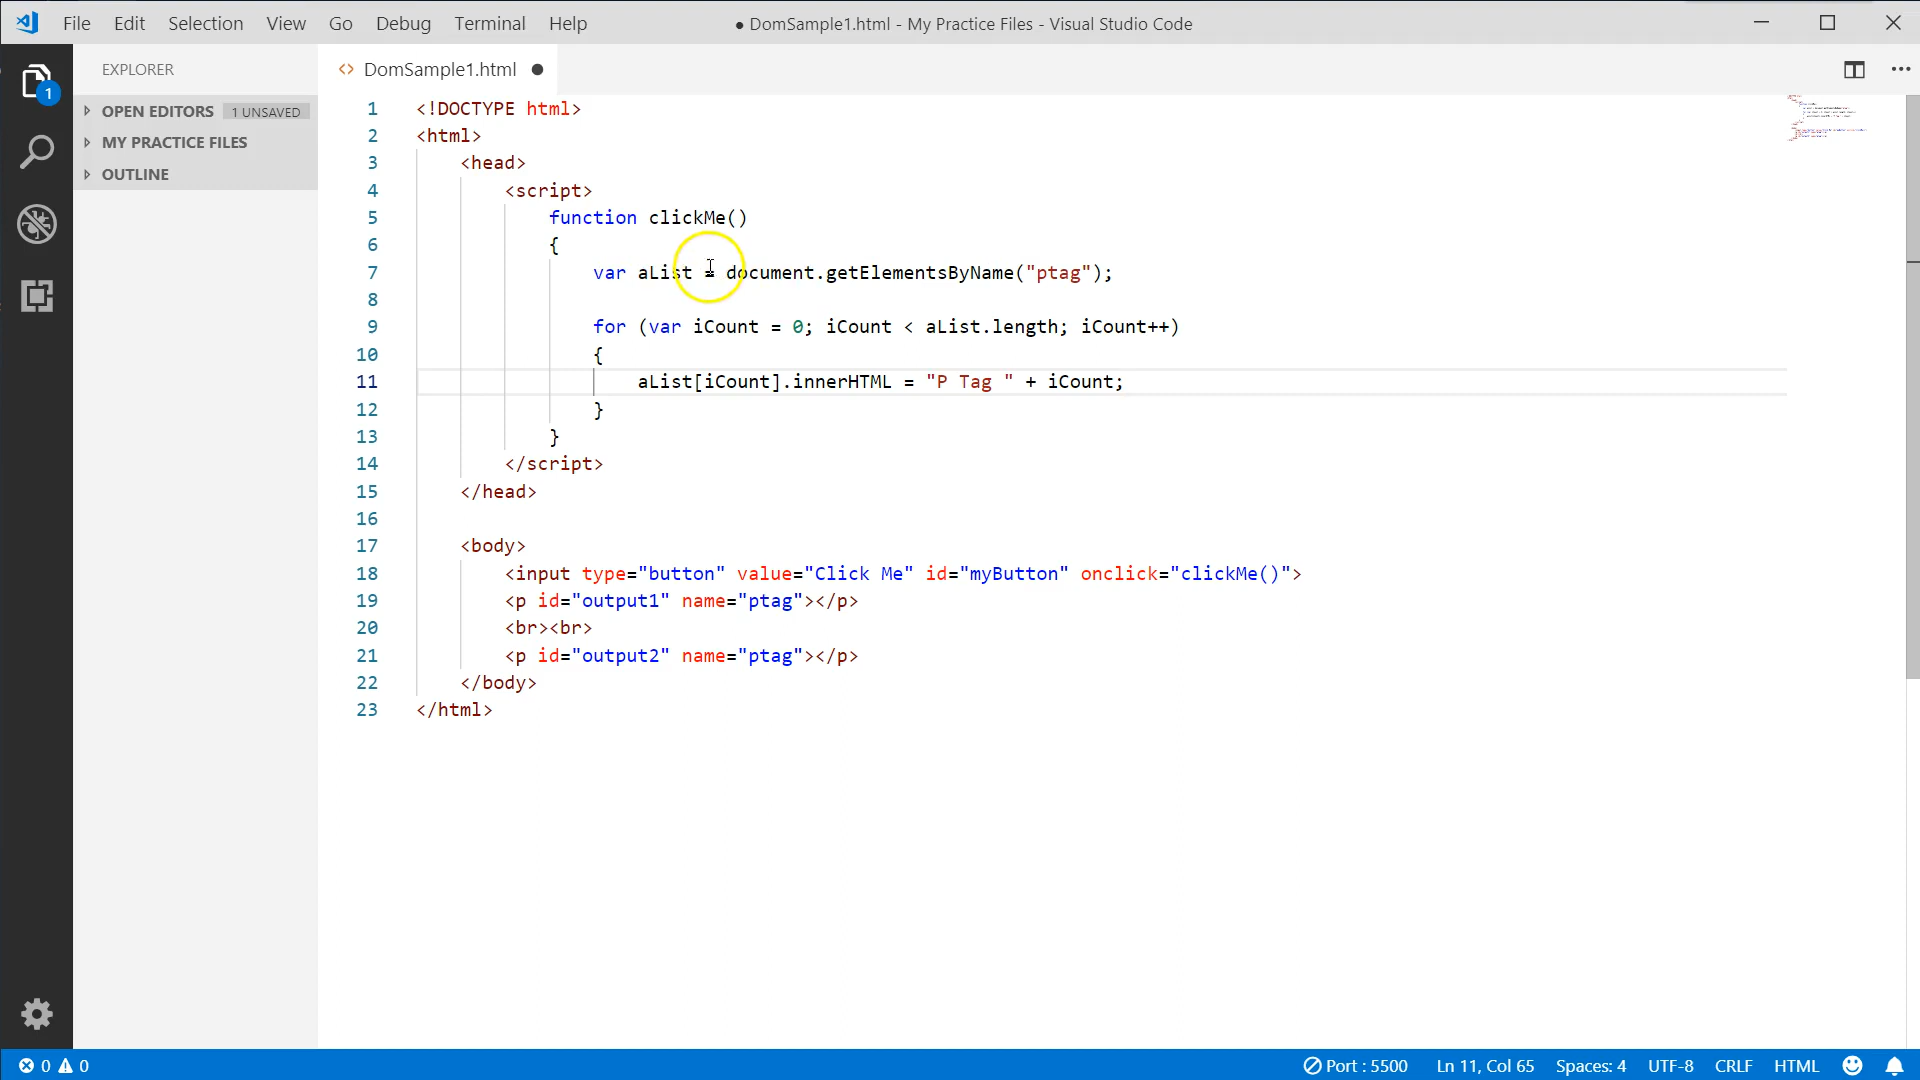 File Edit Selection View Go Debug Terminal Help
● DomSample1.html - My Practice Files - Visual Studio Code
EXPLORER
1
OPEN EDITORS 1 UNSAVED
MY PRACTICE FILES
OUTLINE
<> DomSample1.html ●
1 <!DOCTYPE html>
2 <html>
3 <head>
4 <script>
5 function clickMe()
6 {
7 var aList = document.getElementsByName("ptag");
8
9 for (var iCount = 0; iCount < aList.length; iCount++)
10 {
11 aList[iCount].innerHTML = "P Tag " + iCount;
12 }
13 }
14 </script>
15 </head>
16
17 <body>
18 <input type="button" value="Click Me" id="myButton" onclick="clickMe()">
19 <p id="output1" name="ptag"></p>
20 <br><br>
21 <p id="output2" name="ptag"></p>
22 </body>
23 </html>
0 0 Port : 5500 Ln 11, Col 65 Spaces: 4 UTF-8 CRLF HTML